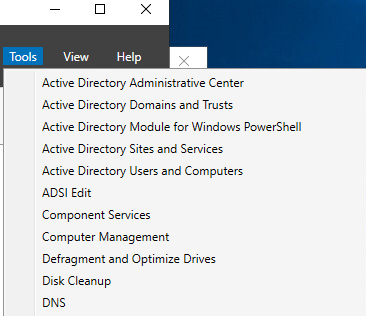 Tools View Help
Active Directory Administrative Center
Active Directory Domains and Trusts
Active Directory Module for Windows PowerShell
Active Directory Sites and Services
Active Directory Users and Computers
ADSI Edit
Component Services
Computer Management
Defragment and Optimize Drives
Disk Cleanup
DNS